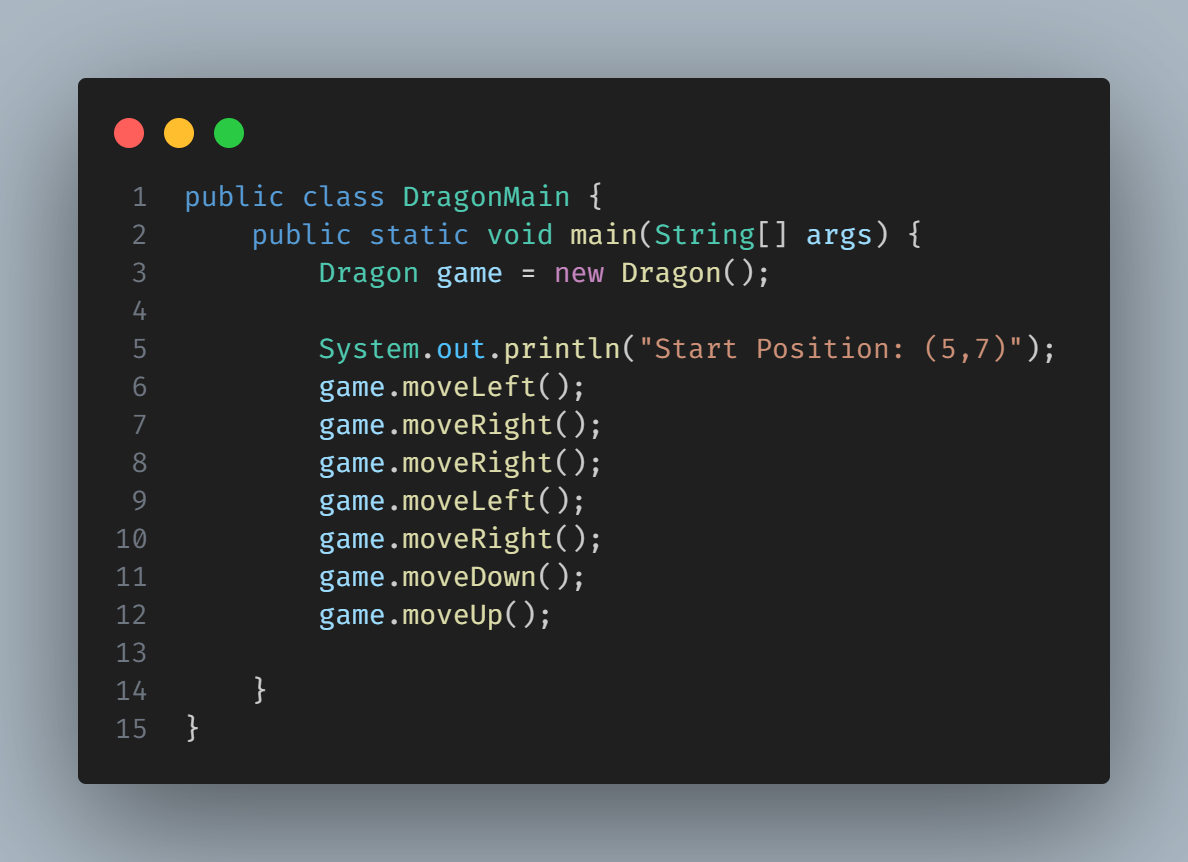 1 public class DragonMain {
2     public static void main(String[] args) {
3         Dragon game = new Dragon();
4
5         System.out.println("Start Position: (5,7)");
6         game.moveLeft();
7         game.moveRight();
8         game.moveRight();
9         game.moveLeft();
10         game.moveRight();
11         game.moveDown();
12         game.moveUp();
13
14     }
15 }